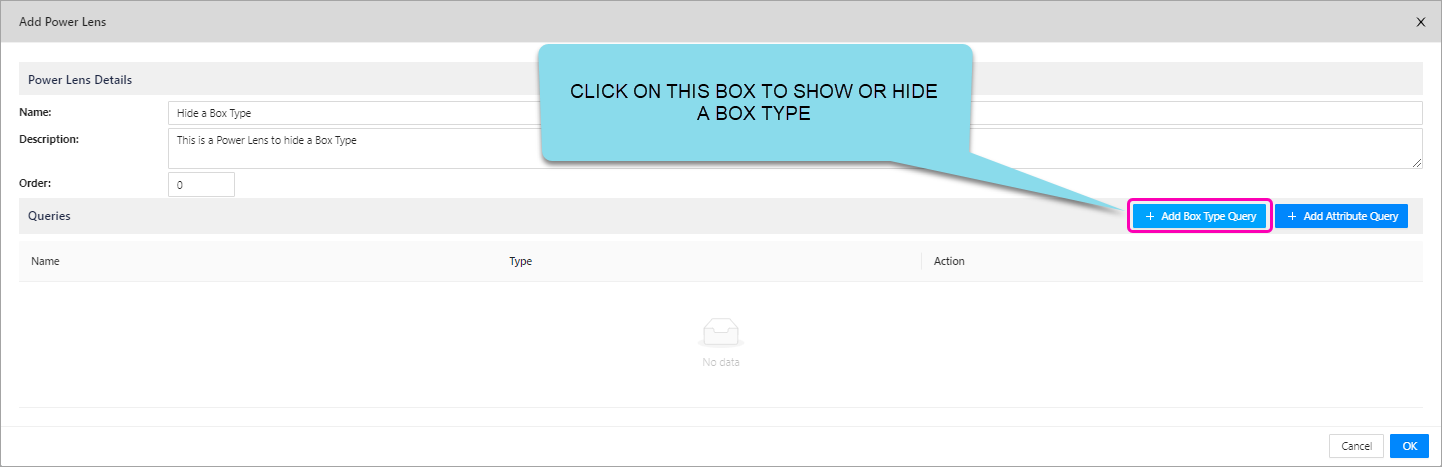 Add Power Lens
CLICK ON THIS BOX TO SHOW OR HIDE
A BOX TYPE
Power Lens Details
Name:
Hide a Box Type
Description:
This is a Power Lens to hide a Box Type
Order:
0
Queries
+ Add Box Type Query
+ Add Attribute Query
Name Type Action
No data
Cancel OK